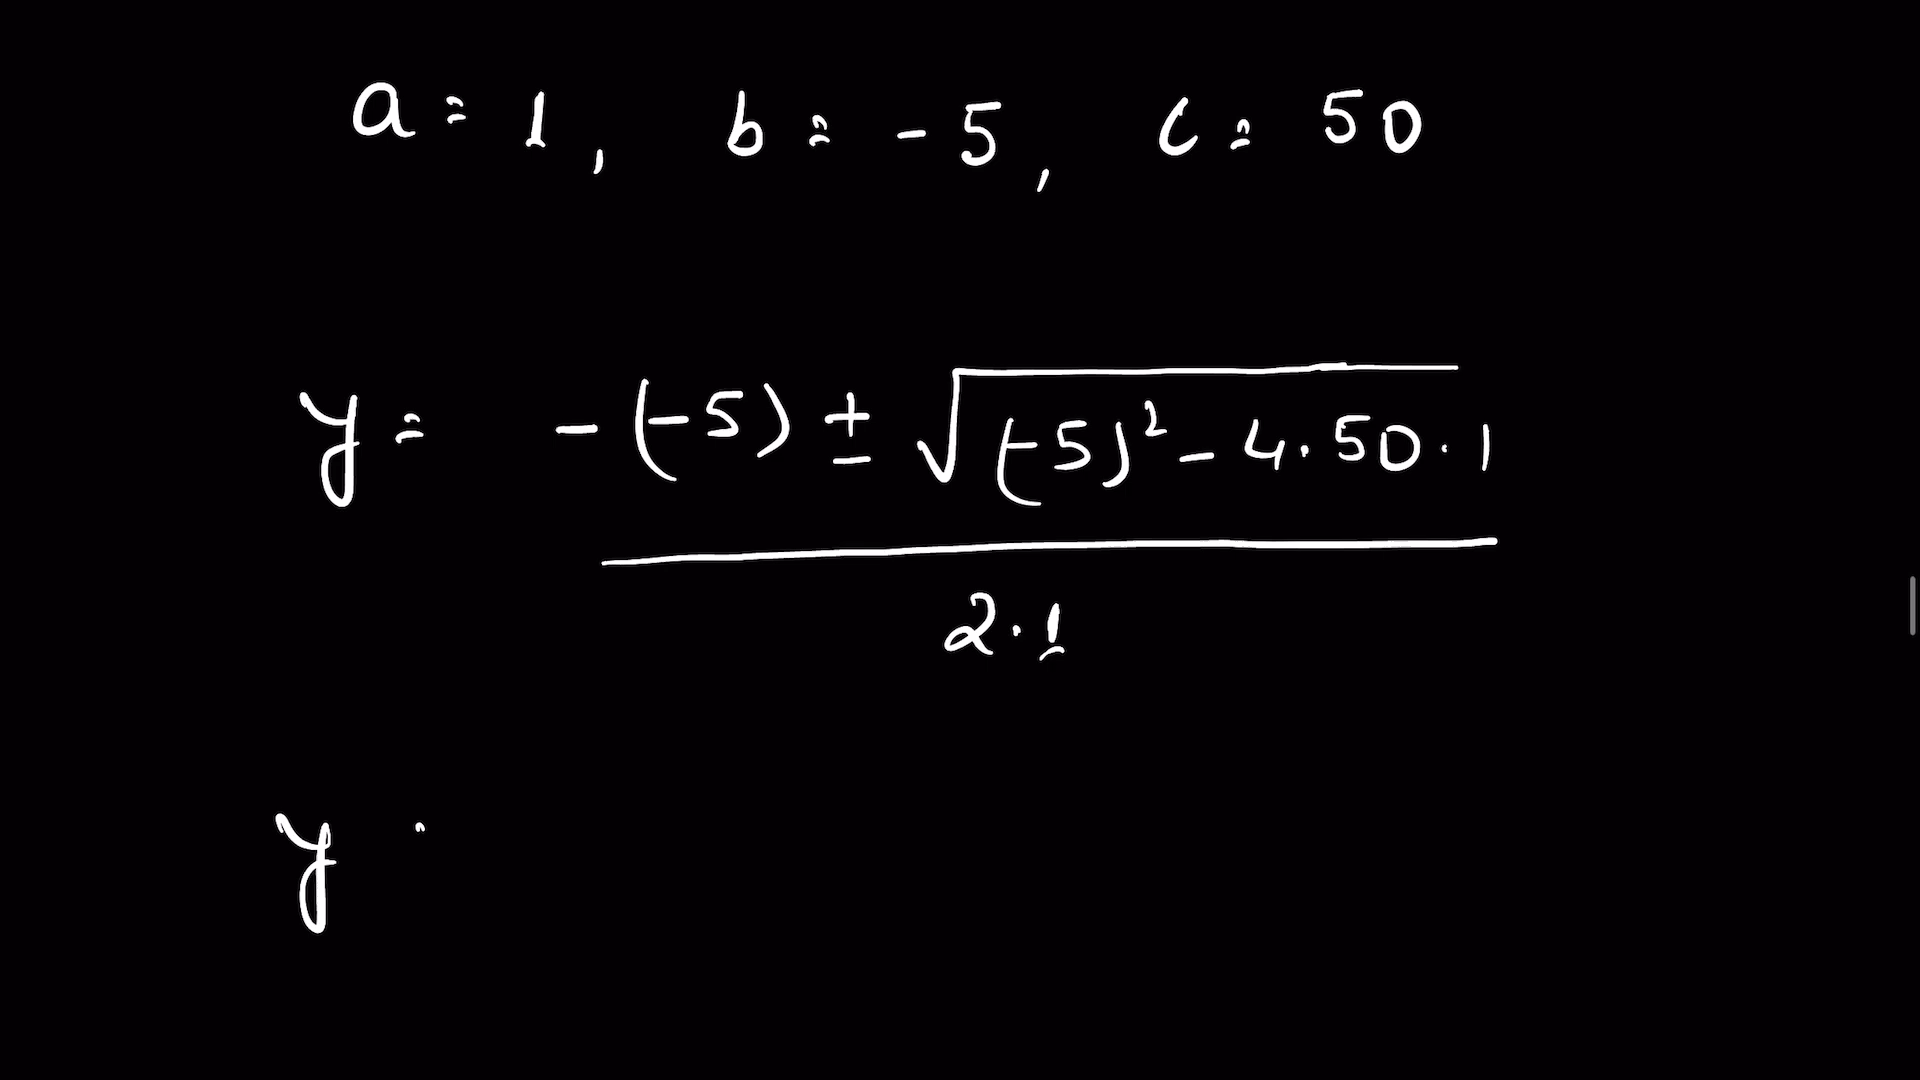 a = 1, b = -5, c = 50
y = -(-5) ± √(-5)² - 4·50·1
2·1
y